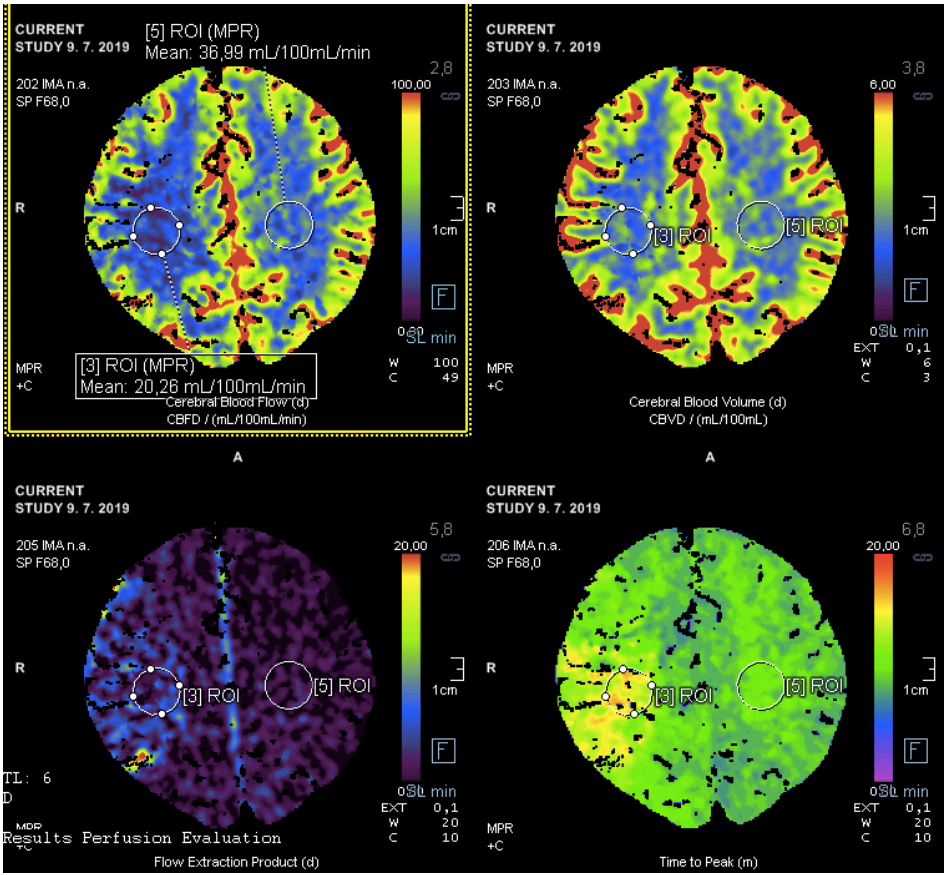 CURRENT
STUDY 9. 7. 2019
[5] ROI (MPR)
Mean: 36,99 mL/100mL/min
2,8
202 IMA n.a.
SP F68,0
100,00
R
1cm
F
SL min
[3] ROI (MPR)
Mean: 20,26 mL/100mL/min
MPR
+C
W 100
C 49
Cerebral Blood Flow (d)
CBFD / (mL/100mL/min)
CURRENT
STUDY 9. 7. 2019
3,8
203 IMA n.a.
SP F68,0
6,00
R
[3] ROI
[5] ROI
1cm
F
SL min
EXT 0,1
W 6
C 3
MPR
+C
Cerebral Blood Volume (d)
CBVD / (mL/100mL)
A
CURRENT
STUDY 9. 7. 2019
5,8
205 IMA n.a.
SP F68,0
20,00
R
[3] ROI
[5] ROI
1cm
F
TL: 6
D
SL min
EXT 0,1
W 20
C 10
MPR
Results Perfusion Evaluation
+C
Flow Extraction Product (d)
A
CURRENT
STUDY 9. 7. 2019
6,8
206 IMA n.a.
SP F68,0
20,00
R
[3] ROI
[5] ROI
1cm
F
SL min
EXT 0,1
W 20
C 10
MPR
+C
Time to Peak (m)